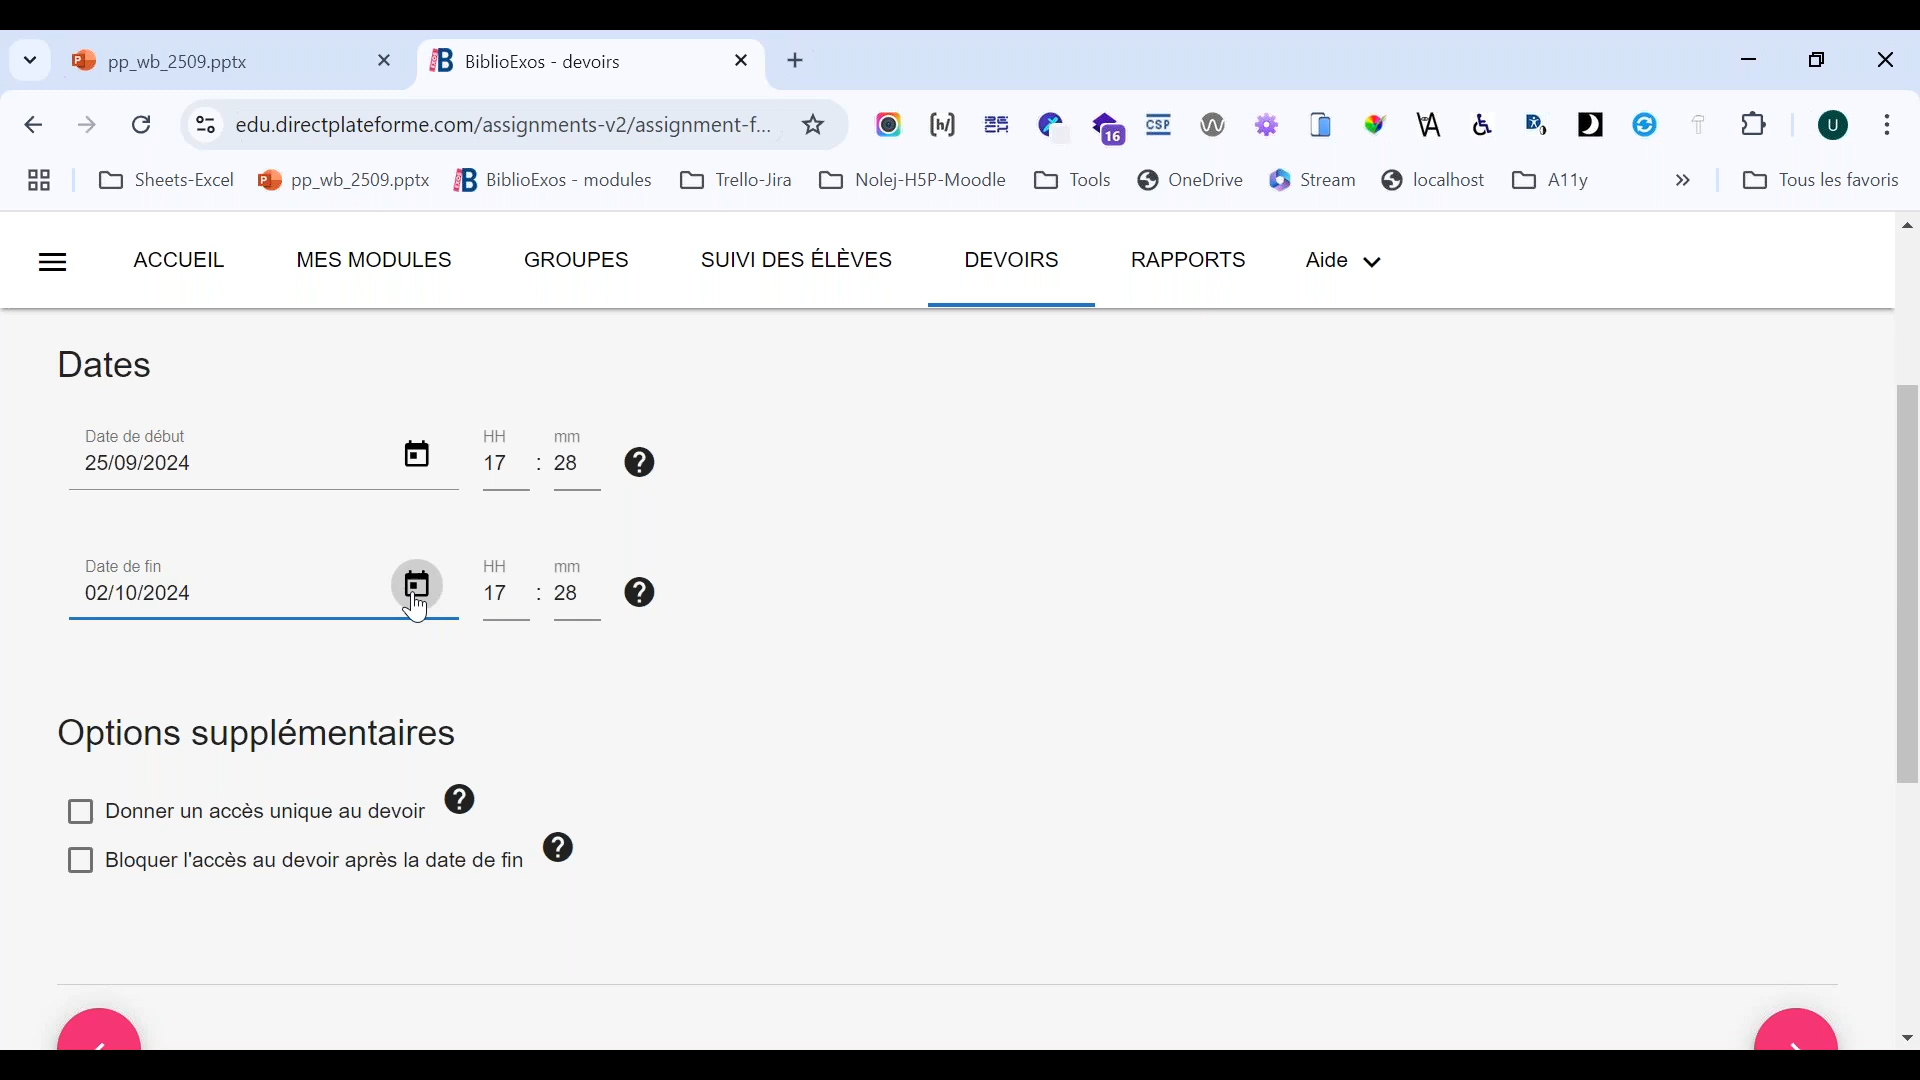 pp_wb_2509.pptx
BiblioExos - devoirs
edu.directplateforme.com/assignments-v2/assignment-f...
[h/]
16
CSP
U
Sheets-Excel
pp_wb_2509.pptx
BiblioExos - modules
Trello-Jira
Nolej-H5P-Moodle
Tools
OneDrive
Stream
localhost
A11y
»
Tous les favoris
ACCUEIL
MES MODULES
GROUPES
SUIVI DES ÉLÈVES
DEVOIRS
RAPPORTS
Aide
Dates
Date de début
25/09/2024
HH
17
:
mm
28
?
Date de fin
02/10/2024
HH
17
:
mm
28
?
Options supplémentaires
Donner un accès unique au devoir ?
Bloquer l'accès au devoir après la date de fin ?